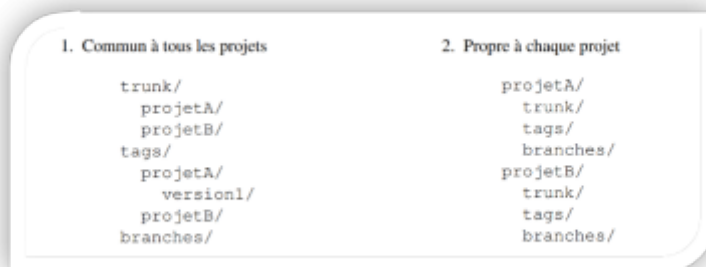 1. Commun à tous les projets
trunk/
projetA/
projetB/
tags/
projetA/
version1/
projetB/
branches/
2. Propre à chaque projet
projetA/
trunk/
tags/
branches/
projetB/
trunk/
tags/
branches/